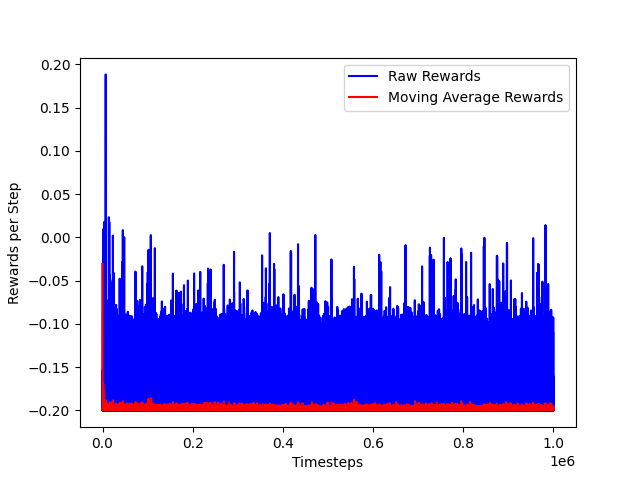 0.20
0.15
0.10
0.05
0.00
−0.05
−0.10
−0.15
−0.20
Rewards per Step
Raw Rewards
Moving Average Rewards
0.0 0.2 0.4 0.6 0.8 1.0
1e6
Timesteps